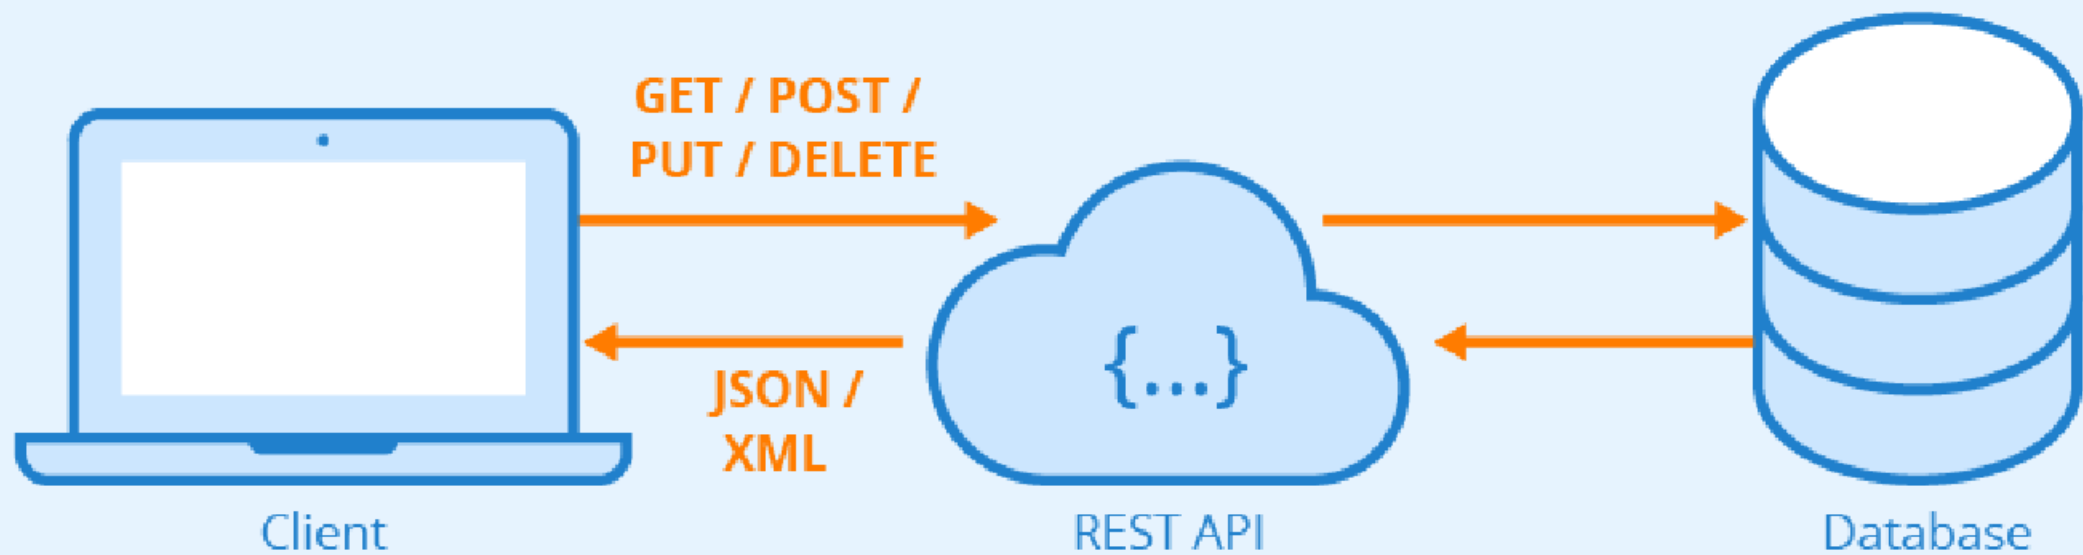 GET / POST /
PUT / DELETE
{...}
JSON /
XML
Client
REST API
Database